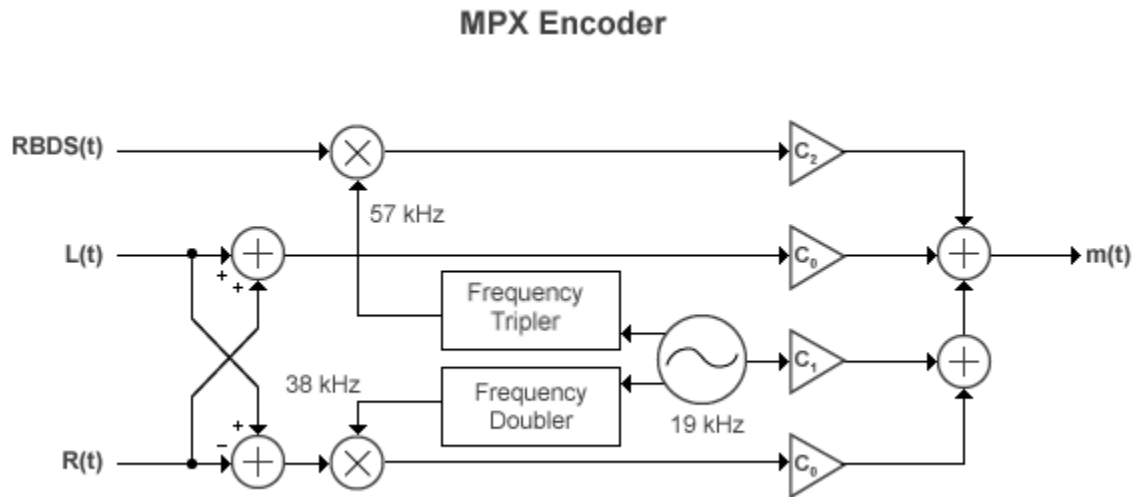 MPX Encoder
RBDS(t)
C₂
57 kHz
L(t)
+
+
C₀
m(t)
Frequency
Tripler
C₁
38 kHz
Frequency
Doubler
19 kHz
+
−
R(t)
C₀